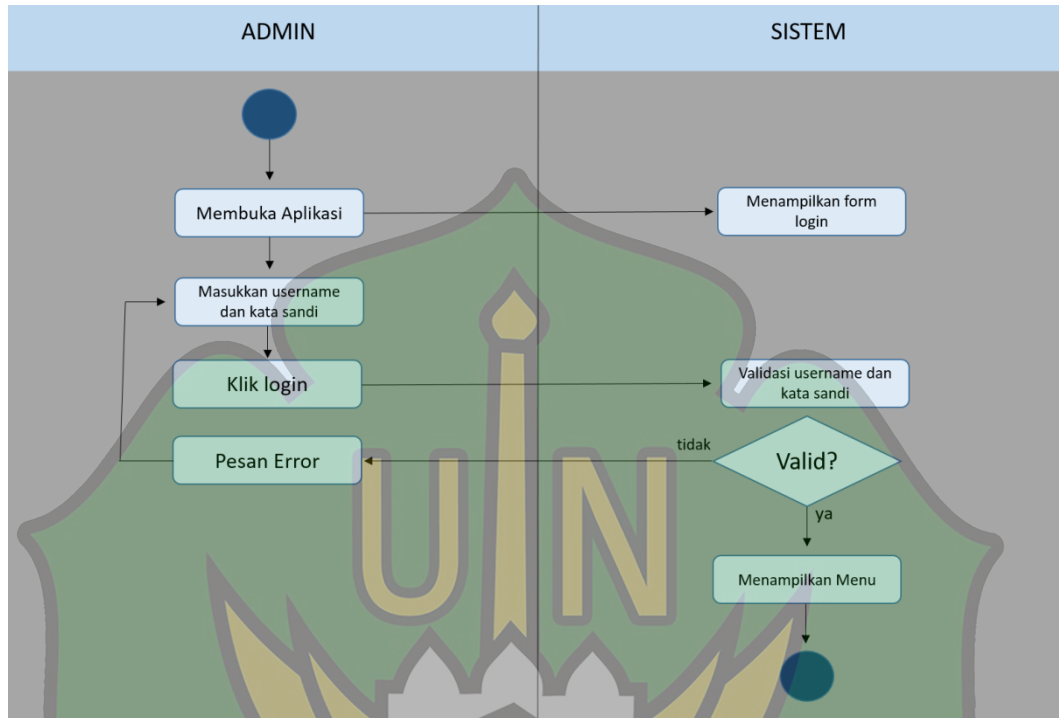 ADMIN
SISTEM
Membuka Aplikasi
Menampilkan form
login
Masukkan username
dan kata sandi
Klik login
Validasi username dan
kata sandi
Pesan Error
tidak
Valid?
ya
Menampilkan Menu
UIN